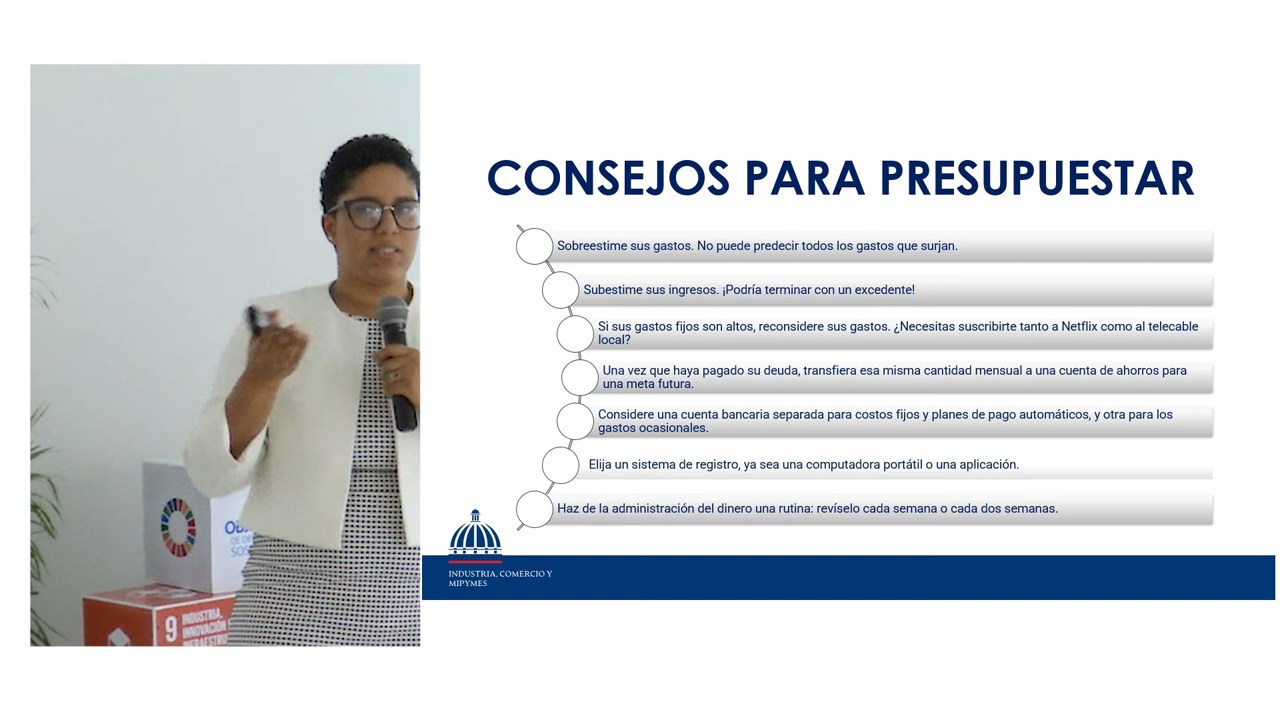 CONSEJOS PARA PRESUPUESTAR
Sobreestime sus gastos. No puede predecir todos los gastos que surjan.
Subestime sus ingresos. ¡Podría terminar con un excedente!
Si sus gastos fijos son altos, reconsidere sus gastos. ¿Necesitas suscribirte tanto a Netflix como al telecable
local?
Una vez que haya pagado su deuda, transfiera esa misma cantidad mensual a una cuenta de ahorros para
una meta futura.
Considere una cuenta bancaria separada para costos fijos y planes de pago automáticos, y otra para los
gastos ocasionales.
Elija un sistema de registro, ya sea una computadora portátil o una aplicación.
Haz de la administración del dinero una rutina: revíselo cada semana o cada dos semanas.
INDUSTRIA, COMERCIO Y
MIPYMES
9 INDUSTRIA,
INNOVACIÓN